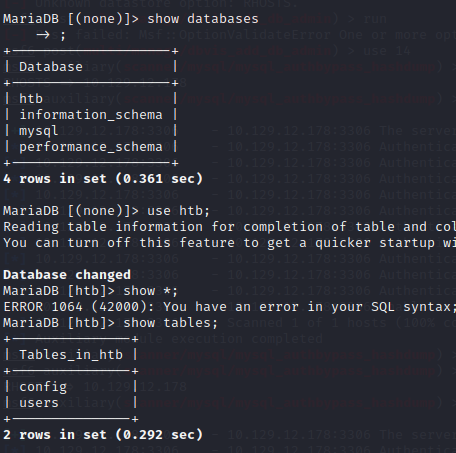 MariaDB [(none)]> show databases
    → ;
+--------------------+
| Database           |
+--------------------+
| htb                |
| information_schema |
| mysql              |
| performance_schema |
+--------------------+
4 rows in set (0.361 sec)
MariaDB [(none)]> use htb;
Reading table information for completion of table and col
You can turn off this feature to get a quicker startup wi
Database changed
MariaDB [htb]> show *;
ERROR 1064 (42000): You have an error in your SQL syntax;
MariaDB [htb]> show tables;
+---------------+
| Tables_in_htb |
+---------------+
| config        |
| users         |
+---------------+
2 rows in set (0.292 sec)